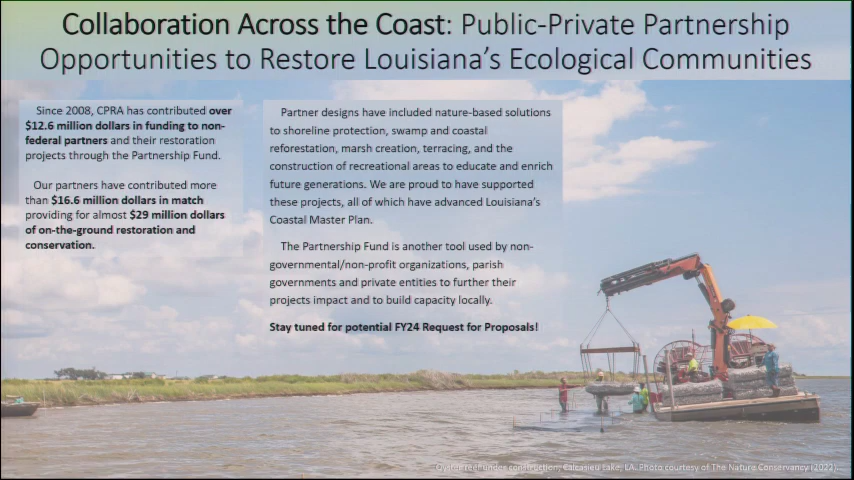 Collaboration Across the Coast: Public-Private Partnership
Opportunities to Restore Louisiana's Ecological Communities
Since 2008, CPRA has contributed over
$12.6 million dollars in funding to non-
federal partners and their restoration
projects through the Partnership Fund.
Our partners have contributed more
than $16.6 million dollars in match
providing for almost $29 million dollars
of on-the-ground restoration and
conservation.
Partner designs have included nature-based solutions
to shoreline protection, swamp and coastal
reforestation, marsh creation, terracing, and the
construction of recreational areas to educate and enrich
future generations. We are proud to have supported
these projects, all of which have advanced Louisiana's
Coastal Master Plan.
The Partnership Fund is another tool used by non-
governmental/non-profit organizations, parish
governments and private entities to further their
projects impact and to build capacity locally.
Stay tuned for potential FY24 Request for Proposals!
Oyster reef under construction, Calcasieu Lake, LA. Photo courtesy of The Nature Conservancy (2022).